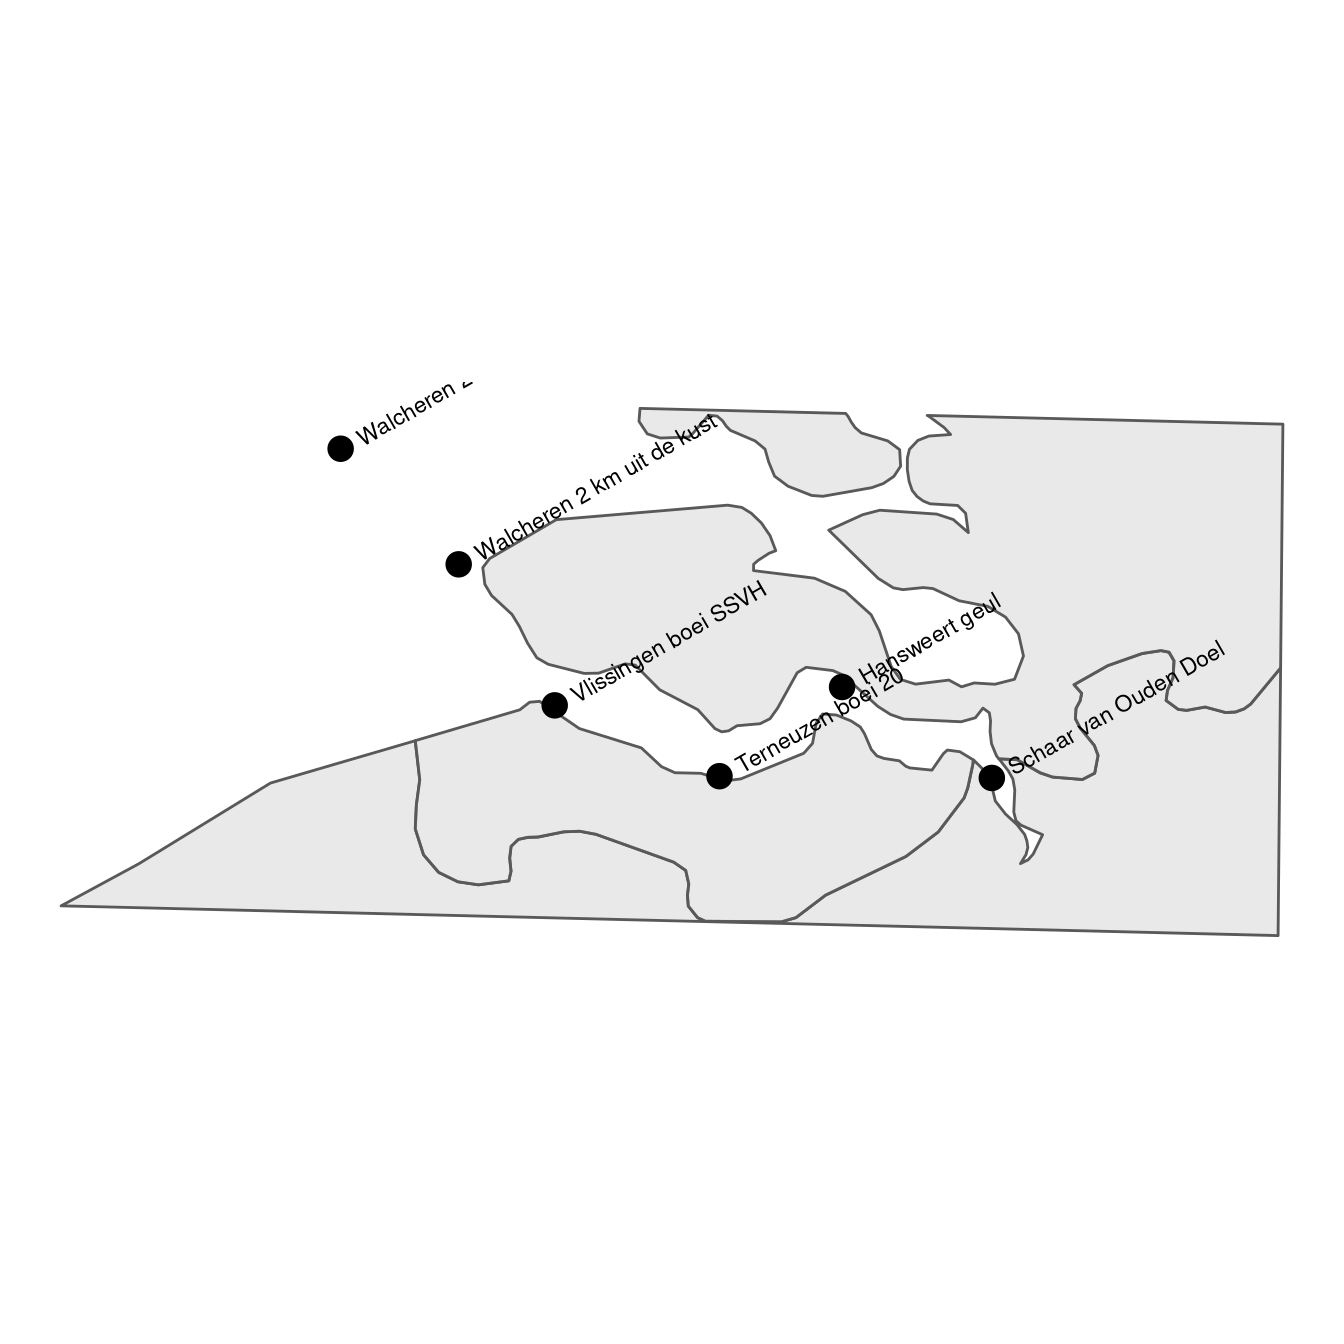 Walcheren 2
Walcheren 2 km uit de kust
Vlissingen boei SSVH
Hansweert geul
Terneuzen boei 20
Schaar van Ouden Doel